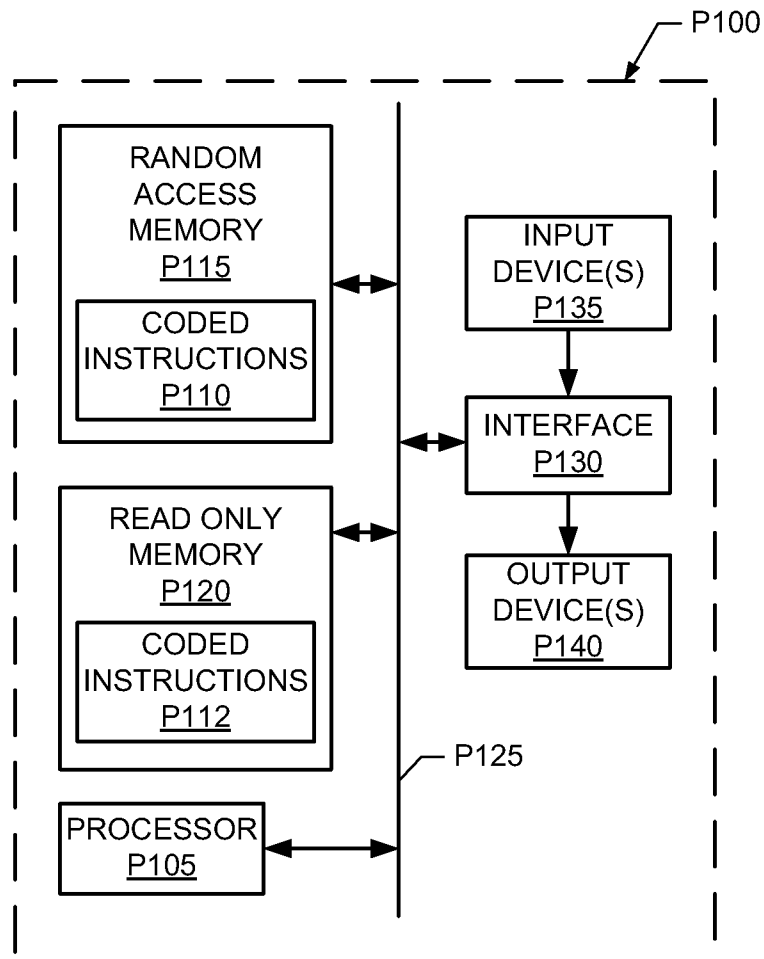 P100
RANDOM
ACCESS
MEMORY
P115
CODED
INSTRUCTIONS
P110
READ ONLY
MEMORY
P120
CODED
INSTRUCTIONS
P112
PROCESSOR
P105
INPUT
DEVICE(S)
P135
INTERFACE
P130
OUTPUT
DEVICE(S)
P140
P125